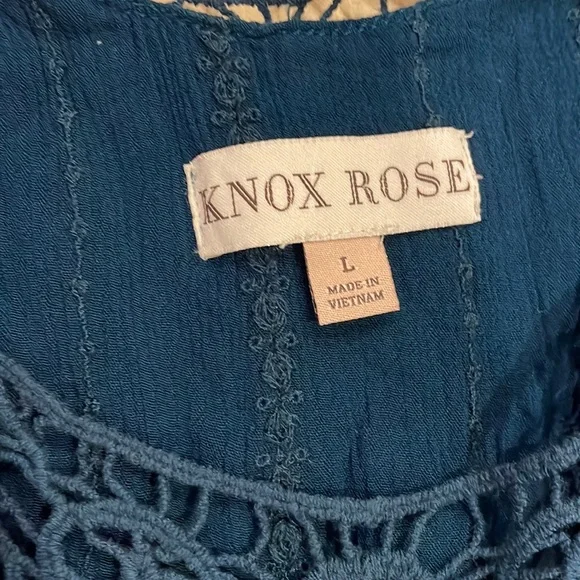 KNOX ROSE
L
MADE IN
VIETNAM